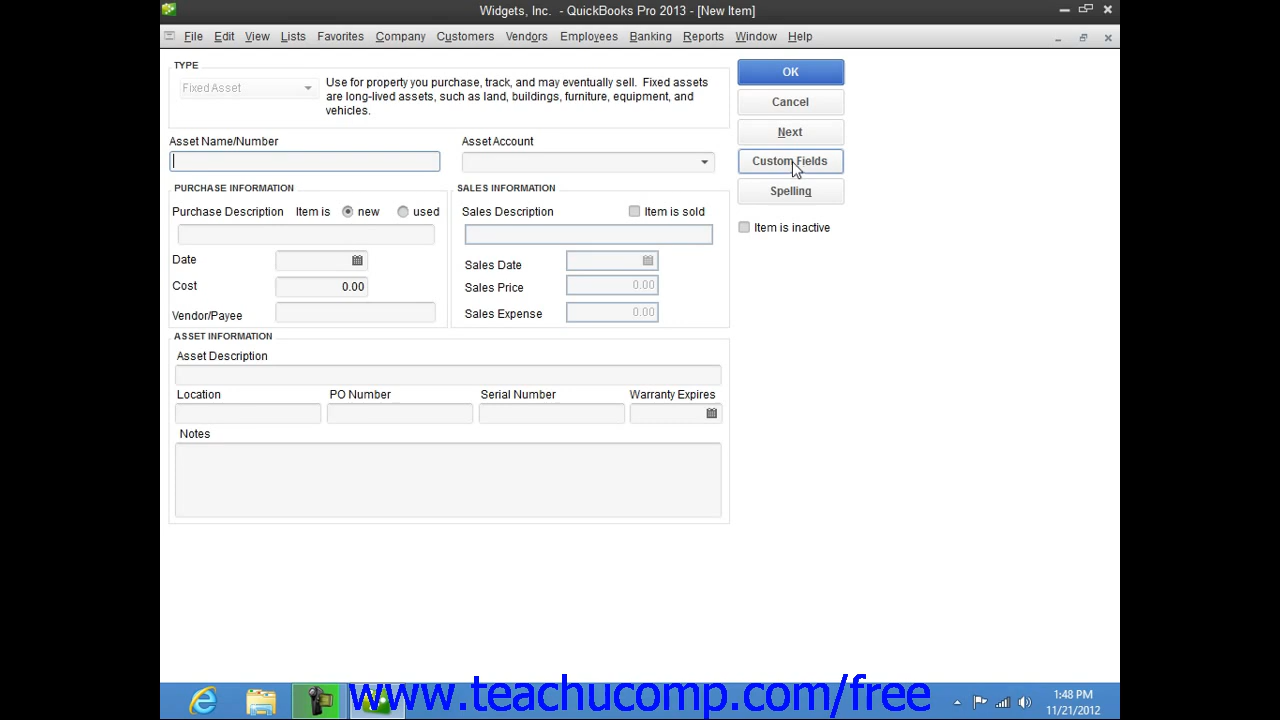 Widgets, Inc. - QuickBooks Pro 2013 - [New Item]
File Edit View Lists Favorites Company Customers Vendors Employees Banking Reports Window Help
TYPE
Fixed Asset
Use for property you purchase, track, and may eventually sell. Fixed assets
are long-lived assets, such as land, buildings, furniture, equipment, and
vehicles.
OK
Cancel
Next
Custom Fields
Spelling
Item is inactive
Asset Name/Number
Asset Account
PURCHASE INFORMATION
Purchase Description Item is new used
Date
Cost 0.00
Vendor/Payee
SALES INFORMATION
Sales Description Item is sold
Sales Date
Sales Price 0.00
Sales Expense 0.00
ASSET INFORMATION
Asset Description
Location PO Number Serial Number Warranty Expires
Notes
www.teachucomp.com/free
1:48 PM
11/21/2012